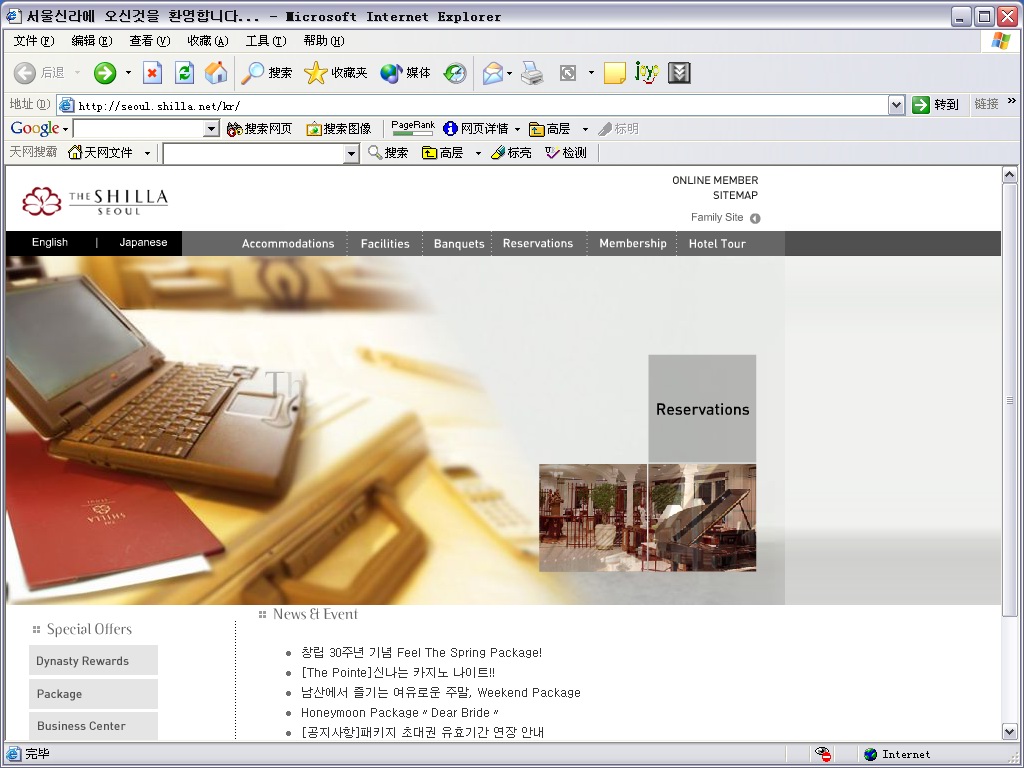 서울신라에 오신것을 환영합니다... - Microsoft Internet Explorer
文件(F) 编辑(E) 查看(V) 收藏(A) 工具(T) 帮助(H)
后退 搜索 收藏夹 媒体 joy
地址(D) http://seoul.shilla.net/kr/ 转到 链接 »
Google 搜索网页 搜索图像 PageRank 网页详情 高层 标明
天网搜霸 天网文件 搜索 高层 标亮 检测
THE SHILLA
SEOUL
ONLINE MEMBER
SITEMAP
Family Site
English | Japanese Accommodations Facilities Banquets Reservations Membership Hotel Tour
Th
Reservations
THE SHILLA
Special Offers
Dynasty Rewards
Package
Business Center
News & Event
창립 30주년 기념 Feel The Spring Package!
[The Pointe]신나는 카지노 나이트!!
남산에서 즐기는 여유로운 주말, Weekend Package
Honeymoon Package〃Dear Bride〃
[공지사항]패키지 초대권 유효기간 연장 안내
完毕 Internet